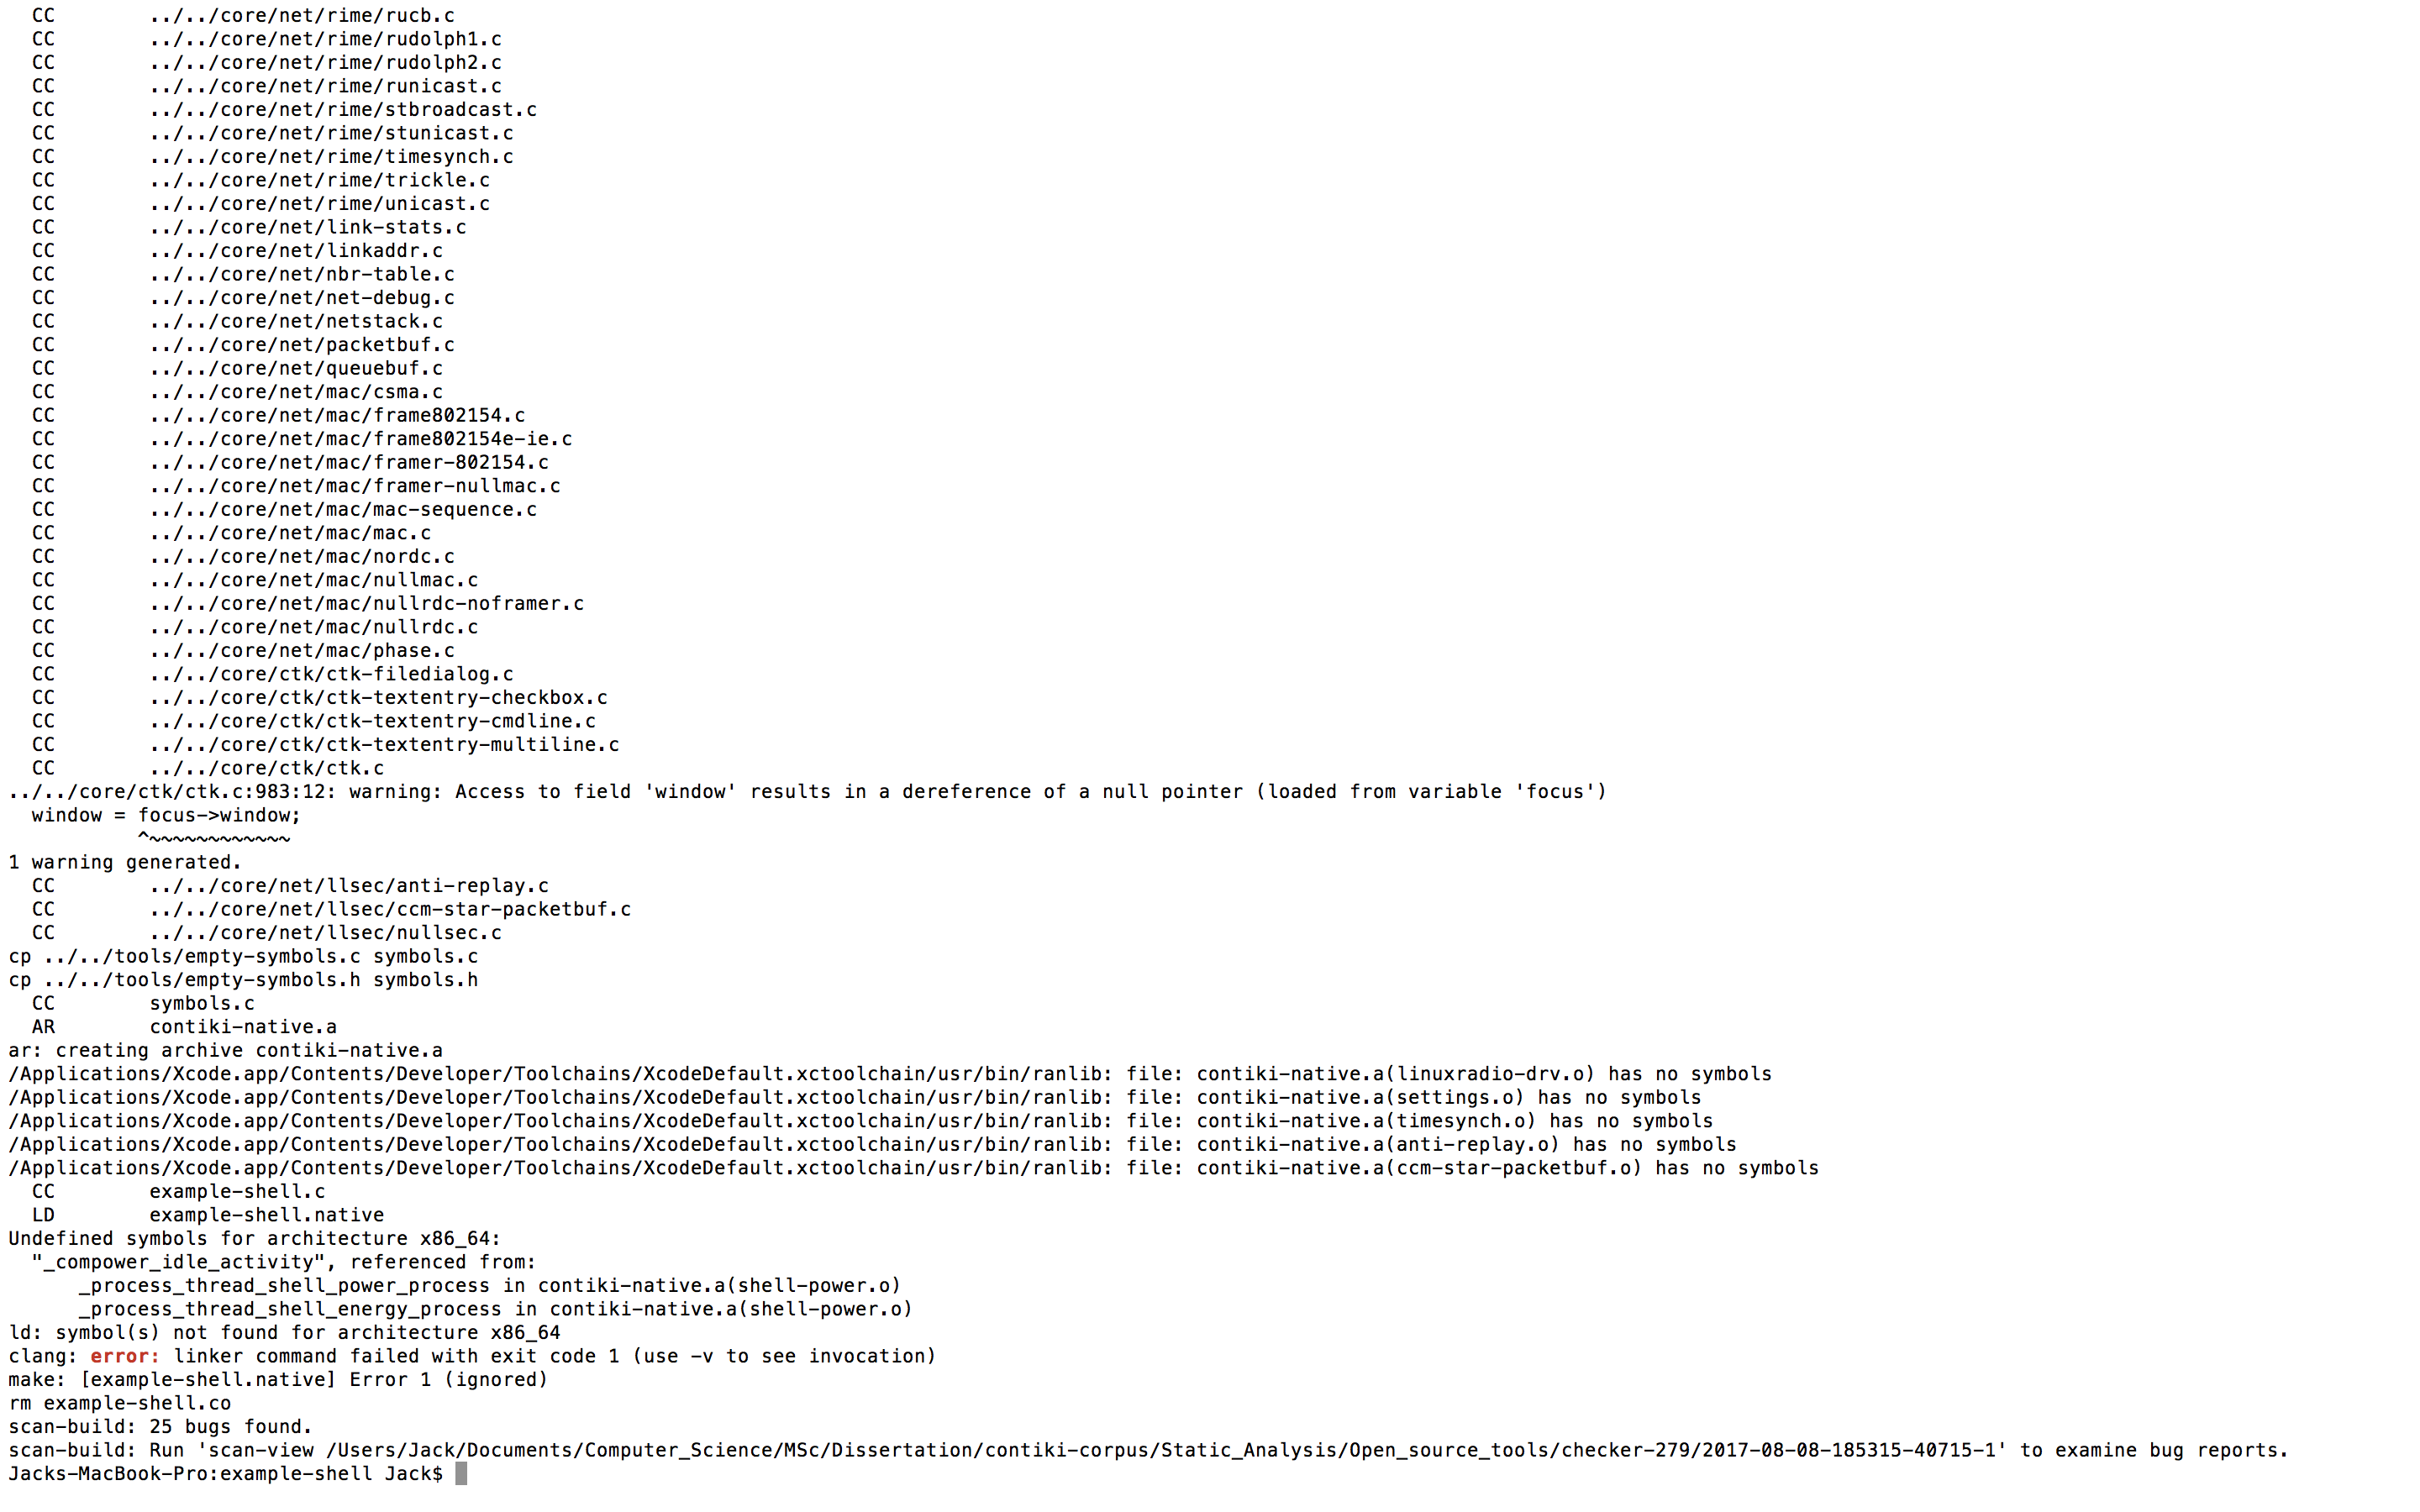 CC ../../core/net/rime/rucb.c
CC ../../core/net/rime/rudolph1.c
CC ../../core/net/rime/rudolph2.c
CC ../../core/net/rime/runicast.c
CC ../../core/net/rime/stbroadcast.c
CC ../../core/net/rime/stunicast.c
CC ../../core/net/rime/timesynch.c
CC ../../core/net/rime/trickle.c
CC ../../core/net/rime/unicast.c
CC ../../core/net/link-stats.c
CC ../../core/net/linkaddr.c
CC ../../core/net/nbr-table.c
CC ../../core/net/net-debug.c
CC ../../core/net/netstack.c
CC ../../core/net/packetbuf.c
CC ../../core/net/queuebuf.c
CC ../../core/net/mac/csma.c
CC ../../core/net/mac/frame802154.c
CC ../../core/net/mac/frame802154e-ie.c
CC ../../core/net/mac/framer-802154.c
CC ../../core/net/mac/framer-nullmac.c
CC ../../core/net/mac/mac-sequence.c
CC ../../core/net/mac/mac.c
CC ../../core/net/mac/nordc.c
CC ../../core/net/mac/nullmac.c
CC ../../core/net/mac/nullrdc-noframer.c
CC ../../core/net/mac/nullrdc.c
CC ../../core/net/mac/phase.c
CC ../../core/ctk/ctk-filedialog.c
CC ../../core/ctk/ctk-textentry-checkbox.c
CC ../../core/ctk/ctk-textentry-cmdline.c
CC ../../core/ctk/ctk-textentry-multiline.c
CC ../../core/ctk/ctk.c
../../core/ctk/ctk.c:983:12: warning: Access to field 'window' results in a dereference of a null pointer (loaded from variable 'focus')
window = focus->window;
^~~~~~~~~~~~~
1 warning generated.
CC ../../core/net/llsec/anti-replay.c
CC ../../core/net/llsec/ccm-star-packetbuf.c
CC ../../core/net/llsec/nullsec.c
cp ../../tools/empty-symbols.c symbols.c
cp ../../tools/empty-symbols.h symbols.h
CC symbols.c
AR contiki-native.a
ar: creating archive contiki-native.a
/Applications/Xcode.app/Contents/Developer/Toolchains/XcodeDefault.xctoolchain/usr/bin/ranlib: file: contiki-native.a(linuxradio-drv.o) has no symbols
/Applications/Xcode.app/Contents/Developer/Toolchains/XcodeDefault.xctoolchain/usr/bin/ranlib: file: contiki-native.a(settings.o) has no symbols
/Applications/Xcode.app/Contents/Developer/Toolchains/XcodeDefault.xctoolchain/usr/bin/ranlib: file: contiki-native.a(timesynch.o) has no symbols
/Applications/Xcode.app/Contents/Developer/Toolchains/XcodeDefault.xctoolchain/usr/bin/ranlib: file: contiki-native.a(anti-replay.o) has no symbols
/Applications/Xcode.app/Contents/Developer/Toolchains/XcodeDefault.xctoolchain/usr/bin/ranlib: file: contiki-native.a(ccm-star-packetbuf.o) has no symbols
CC example-shell.c
LD example-shell.native
Undefined symbols for architecture x86_64:
"_compower_idle_activity", referenced from:
_process_thread_shell_power_process in contiki-native.a(shell-power.o)
_process_thread_shell_energy_process in contiki-native.a(shell-power.o)
ld: symbol(s) not found for architecture x86_64
clang: error: linker command failed with exit code 1 (use -v to see invocation)
make: [example-shell.native] Error 1 (ignored)
rm example-shell.co
scan-build: 25 bugs found.
scan-build: Run 'scan-view /Users/Jack/Documents/Computer_Science/MSc/Dissertation/contiki-corpus/Static_Analysis/Open_source_tools/checker-279/2017-08-08-185315-40715-1' to examine bug reports.
Jacks-MacBook-Pro:example-shell Jack$